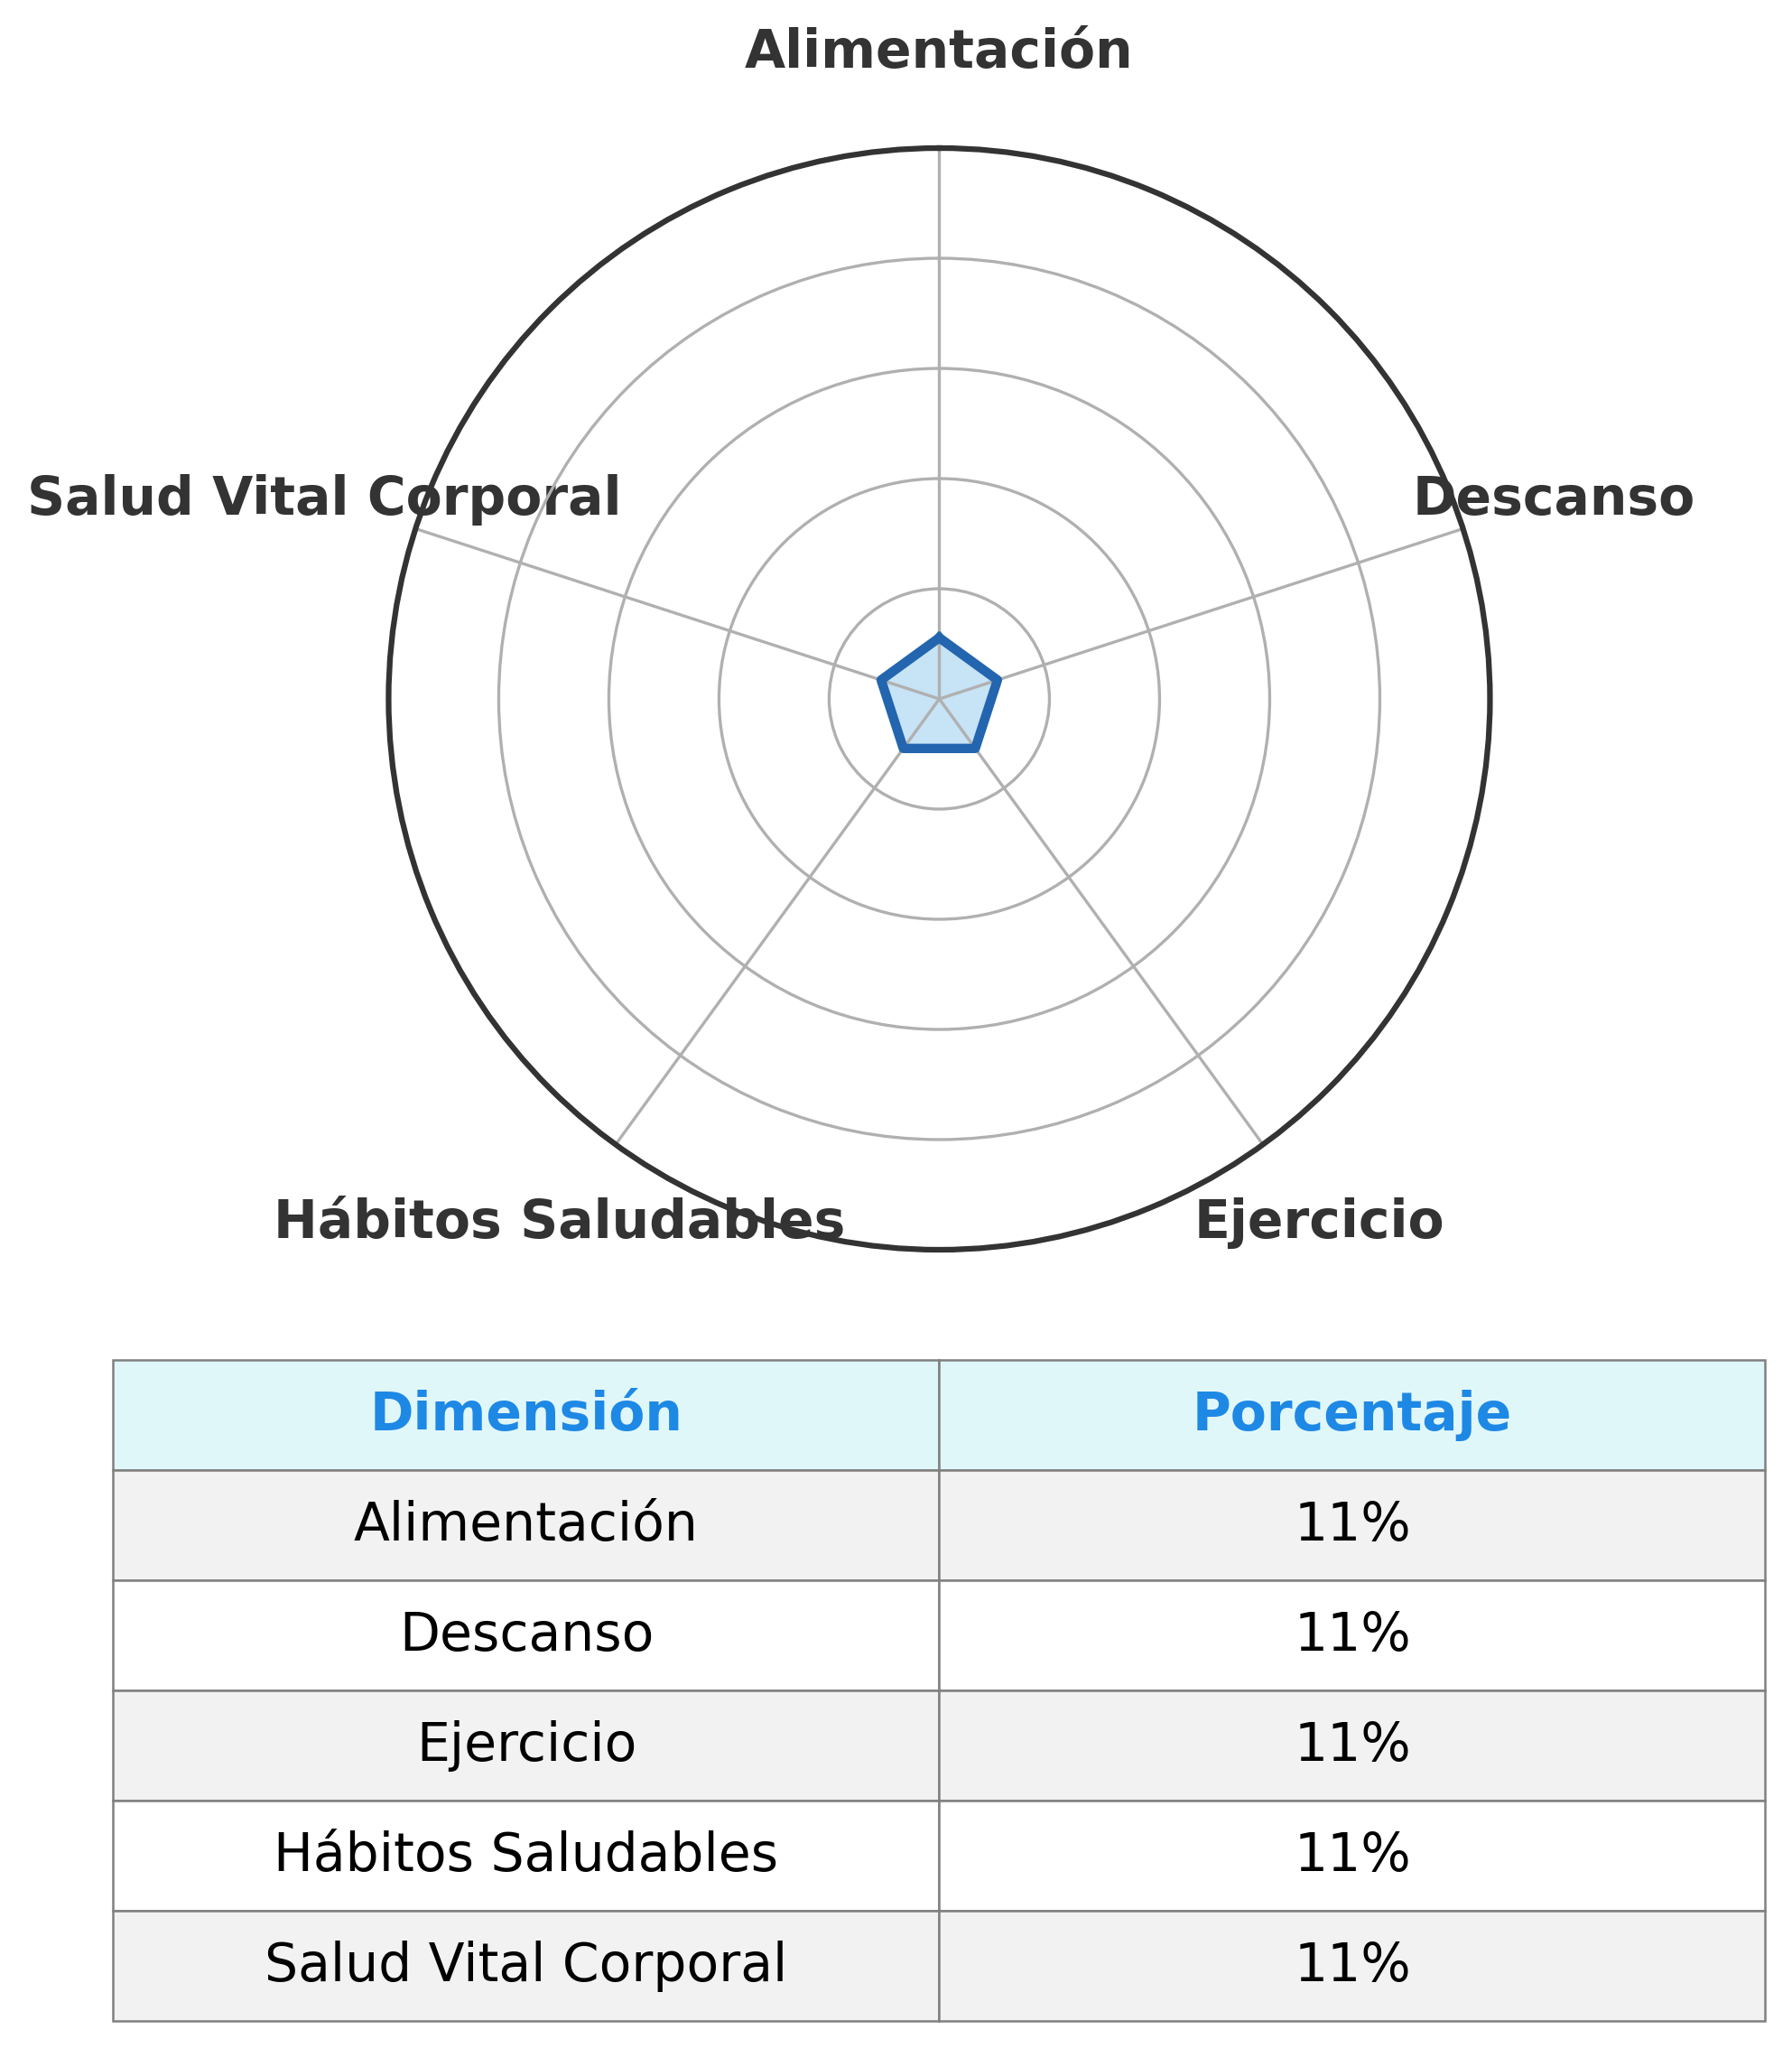 Alimentación
Salud Vital Corporal
Descanso
Hábitos Saludables
Ejercicio
Dimensión Porcentaje
Alimentación 11%
Descanso 11%
Ejercicio 11%
Hábitos Saludables 11%
Salud Vital Corporal 11%